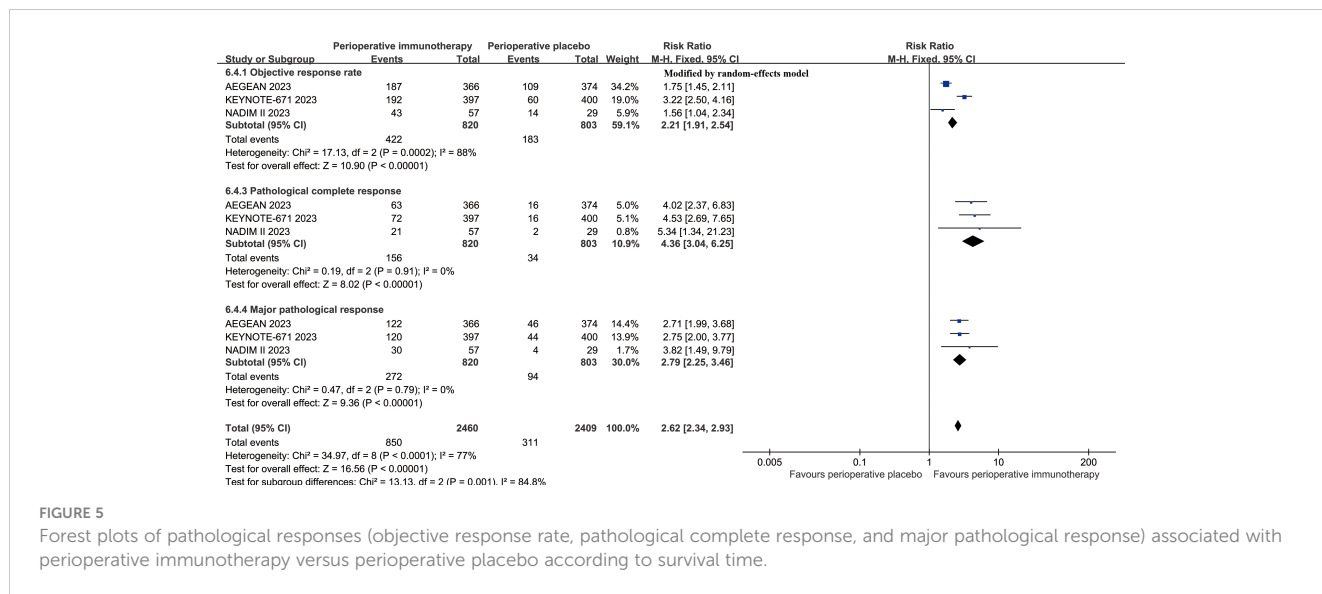 Perioperative immunotherapy Perioperative placebo Risk Ratio Risk Ratio
Study or Subgroup Events Total Events Total Weight M-H, Fixed, 95% CI M-H, Fixed, 95% CI
6.4.1 Objective response rate Modified by random-effects model
AEGEAN 2023 187 366 109 374 34.2% 1.75 [1.45, 2.11]
KEYNOTE-671 2023 192 397 60 400 19.0% 3.22 [2.50, 4.16]
NADIM II 2023 43 57 14 29 5.9% 1.56 [1.04, 2.34]
Subtotal (95% CI) 820 803 59.1% 2.21 [1.91, 2.54]
Total events 422 183
Heterogeneity: Chi² = 17.13, df = 2 (P = 0.0002); I² = 88%
Test for overall effect: Z = 10.90 (P < 0.00001)
6.4.3 Pathological complete response
AEGEAN 2023 63 366 16 374 5.0% 4.02 [2.37, 6.83]
KEYNOTE-671 2023 72 397 16 400 5.1% 4.53 [2.69, 7.65]
NADIM II 2023 21 57 2 29 0.8% 5.34 [1.34, 21.23]
Subtotal (95% CI) 820 803 10.9% 4.36 [3.04, 6.25]
Total events 156 34
Heterogeneity: Chi² = 0.19, df = 2 (P = 0.91); I² = 0%
Test for overall effect: Z = 8.02 (P < 0.00001)
6.4.4 Major pathological response
AEGEAN 2023 122 366 46 374 14.4% 2.71 [1.99, 3.68]
KEYNOTE-671 2023 120 397 44 400 13.9% 2.75 [2.00, 3.77]
NADIM II 2023 30 57 4 29 1.7% 3.82 [1.49, 9.79]
Subtotal (95% CI) 820 803 30.0% 2.79 [2.25, 3.46]
Total events 272 94
Heterogeneity: Chi² = 0.47, df = 2 (P = 0.79); I² = 0%
Test for overall effect: Z = 9.36 (P < 0.00001)
Total (95% CI) 2460 2409 100.0% 2.62 [2.34, 2.93]
Total events 850 311
Heterogeneity: Chi² = 34.97, df = 8 (P < 0.0001); I² = 77%
Test for overall effect: Z = 16.56 (P < 0.00001)
Test for subgroup differences: Chi² = 13.13, df = 2 (P = 0.001), I² = 84.8%
0.005 0.1 1 10 200
Favours perioperative placebo Favours perioperative immunotherapy
FIGURE 5
Forest plots of pathological responses (objective response rate, pathological complete response, and major pathological response) associated with
perioperative immunotherapy versus perioperative placebo according to survival time.